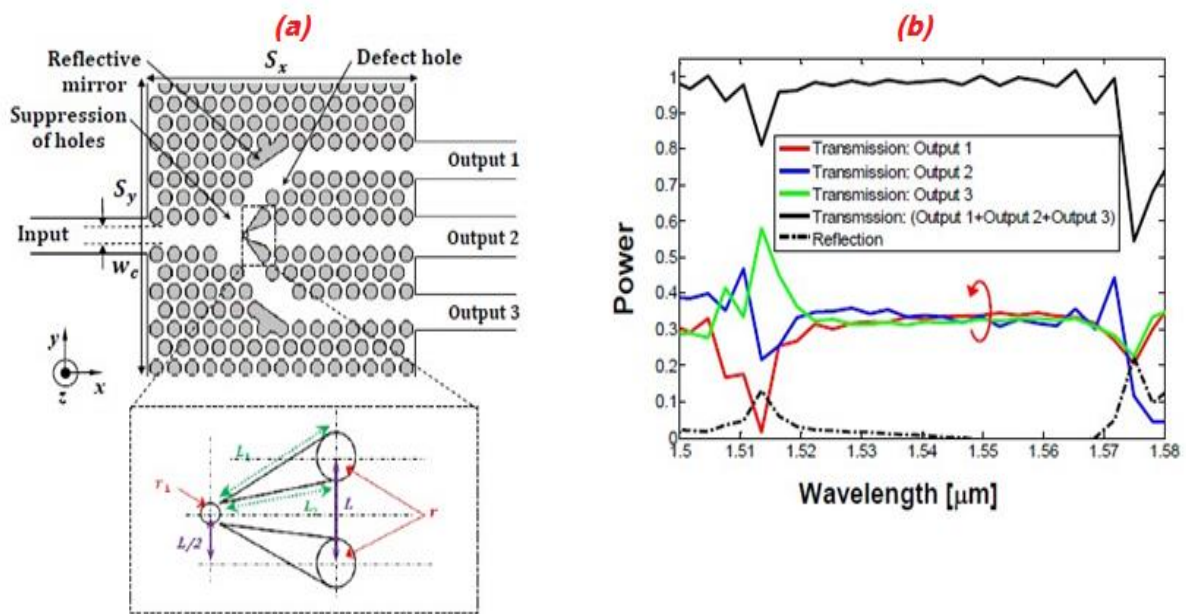 (a)
Reflective
mirror
Sx
Defect hole
Suppression
of holes
Output 1
Sy
Input
Output 2
Wc
Output 3
y
x
z
L1
r1
L2
L
r
L/2
(b)
1
0.9
0.8
0.7
0.6
0.5
0.4
0.3
0.2
0.1
0
Power
Transmission: Output 1
Transmission: Output 2
Transmission: Output 3
Transmssion: (Output 1+Output 2+Output 3)
Reflection
1.5
1.51
1.52
1.53
1.54
1.55
1.56
1.57
1.58
Wavelength [μm]